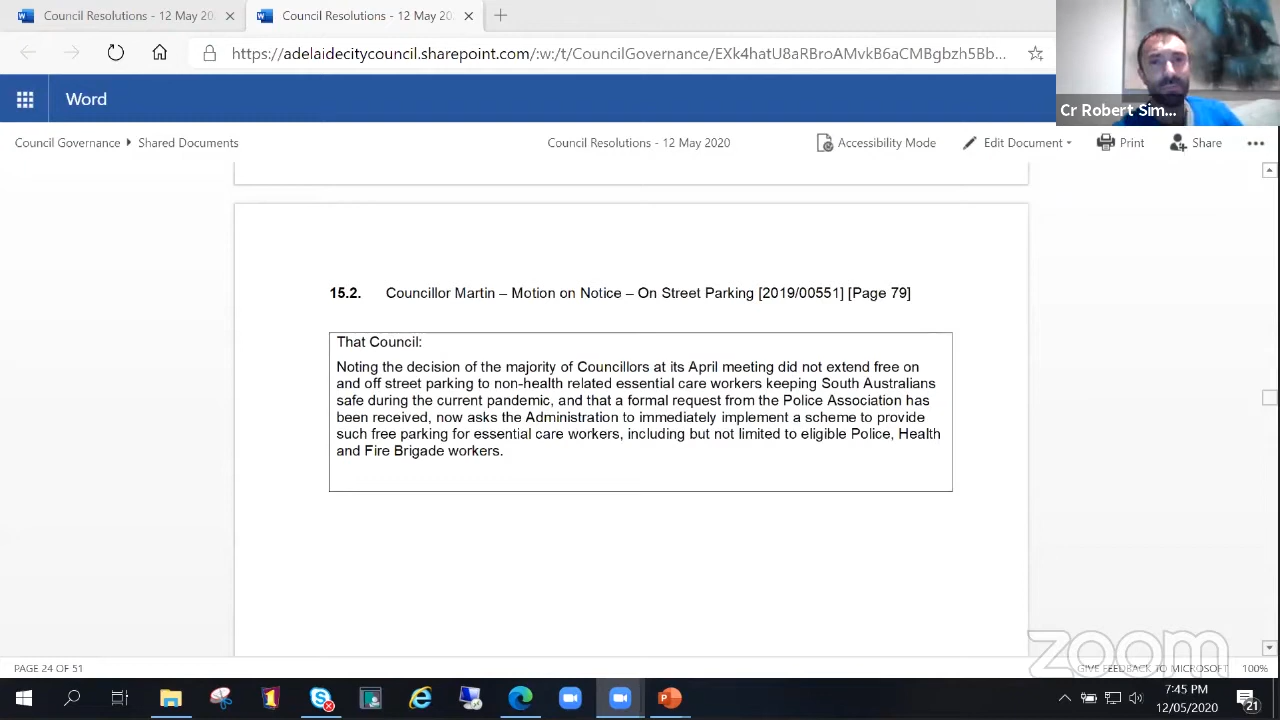 Council Resolutions - 12 May 202
Council Resolutions - 12 May 202
https://adelaidecitycouncil.sharepoint.com/:w:/t/CouncilGovernance/EXk4hatU8aRBroAMvkB6aCMBgbzh5Bb...
Word
Cr Robert Sim...
Council Governance Shared Documents
Council Resolutions - 12 May 2020
Accessibility Mode
Edit Document
Print
Share
15.2. Councillor Martin – Motion on Notice – On Street Parking [2019/00551] [Page 79]
That Council:
Noting the decision of the majority of Councillors at its April meeting did not extend free on
and off street parking to non-health related essential care workers keeping South Australians
safe during the current pandemic, and that a formal request from the Police Association has
been received, now asks the Administration to immediately implement a scheme to provide
such free parking for essential care workers, including but not limited to eligible Police, Health
and Fire Brigade workers.
zoom
PAGE 24 OF 51
GIVE FEEDBACK TO MICROSOFT
100%
7:45 PM
12/05/2020
21